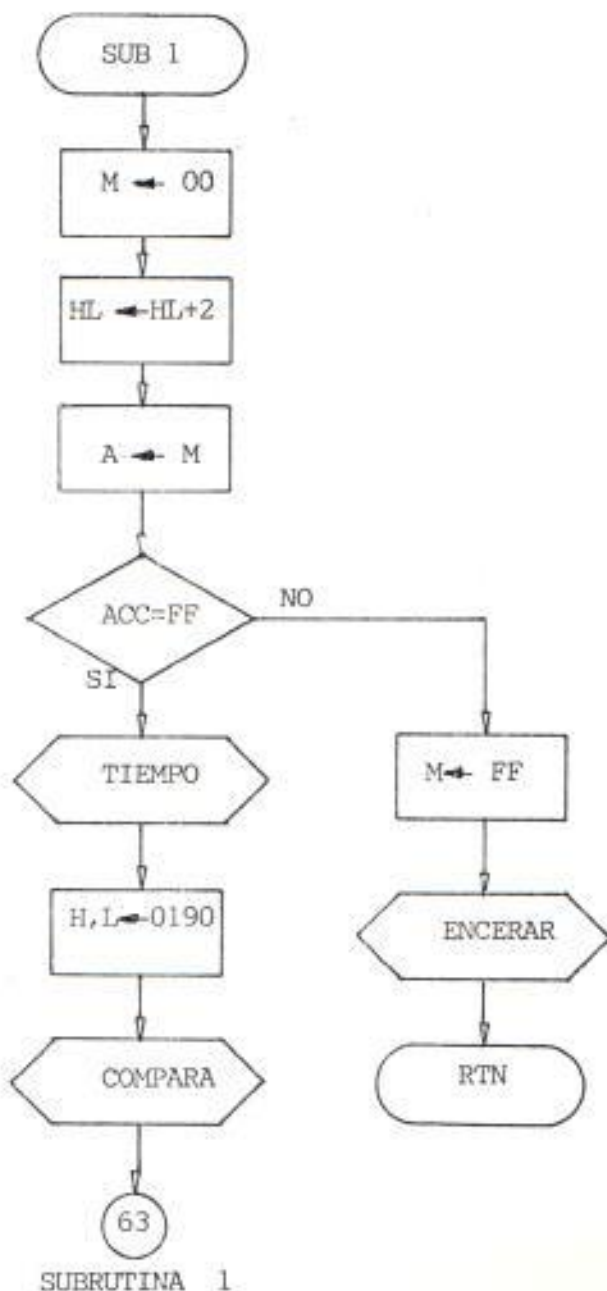 SUB 1
M ← 00
HL ← HL+2
A ← M
ACC=FF
NO
SI
TIEMPO
M← FF
H,L←0190
ENCERAR
COMPARA
RTN
63
SUBRUTINA 1